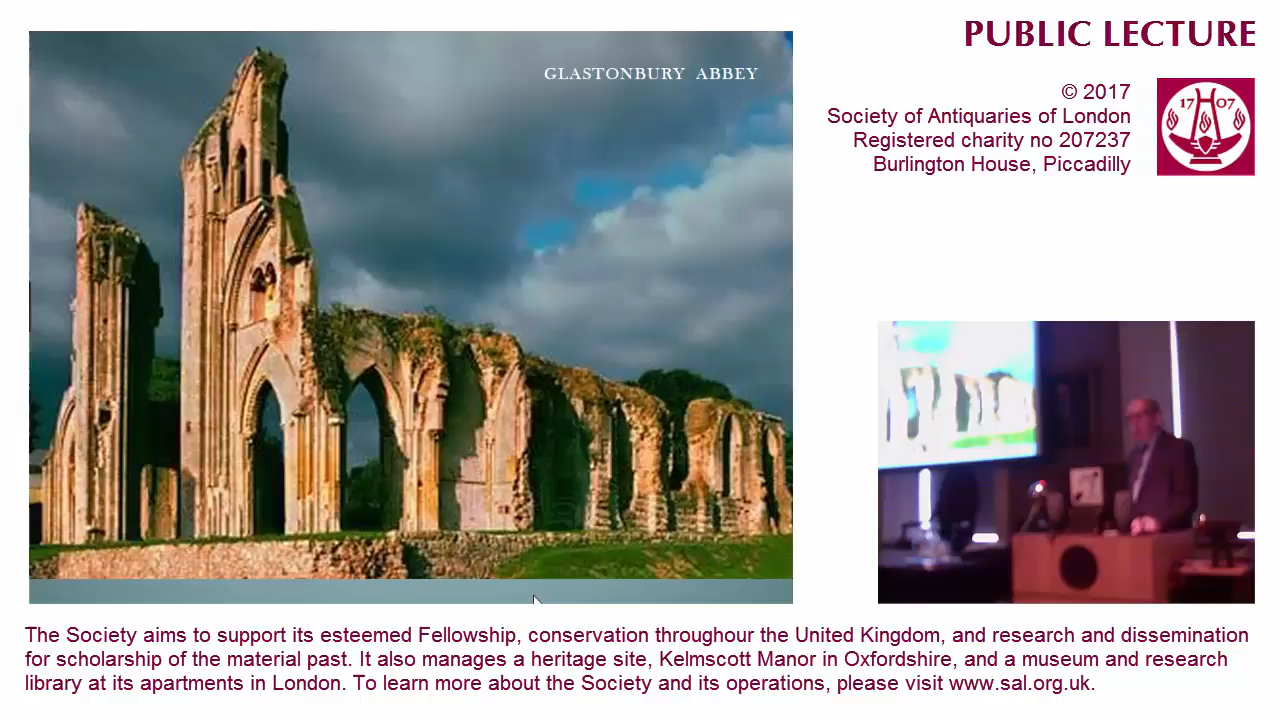 PUBLIC LECTURE
GLASTONBURY ABBEY
© 2017
Society of Antiquaries of London
Registered charity no 207237
Burlington House, Piccadilly
17 07
The Society aims to support its esteemed Fellowship, conservation throughour the United Kingdom, and research and dissemination
for scholarship of the material past. It also manages a heritage site, Kelmscott Manor in Oxfordshire, and a museum and research
library at its apartments in London. To learn more about the Society and its operations, please visit www.sal.org.uk.